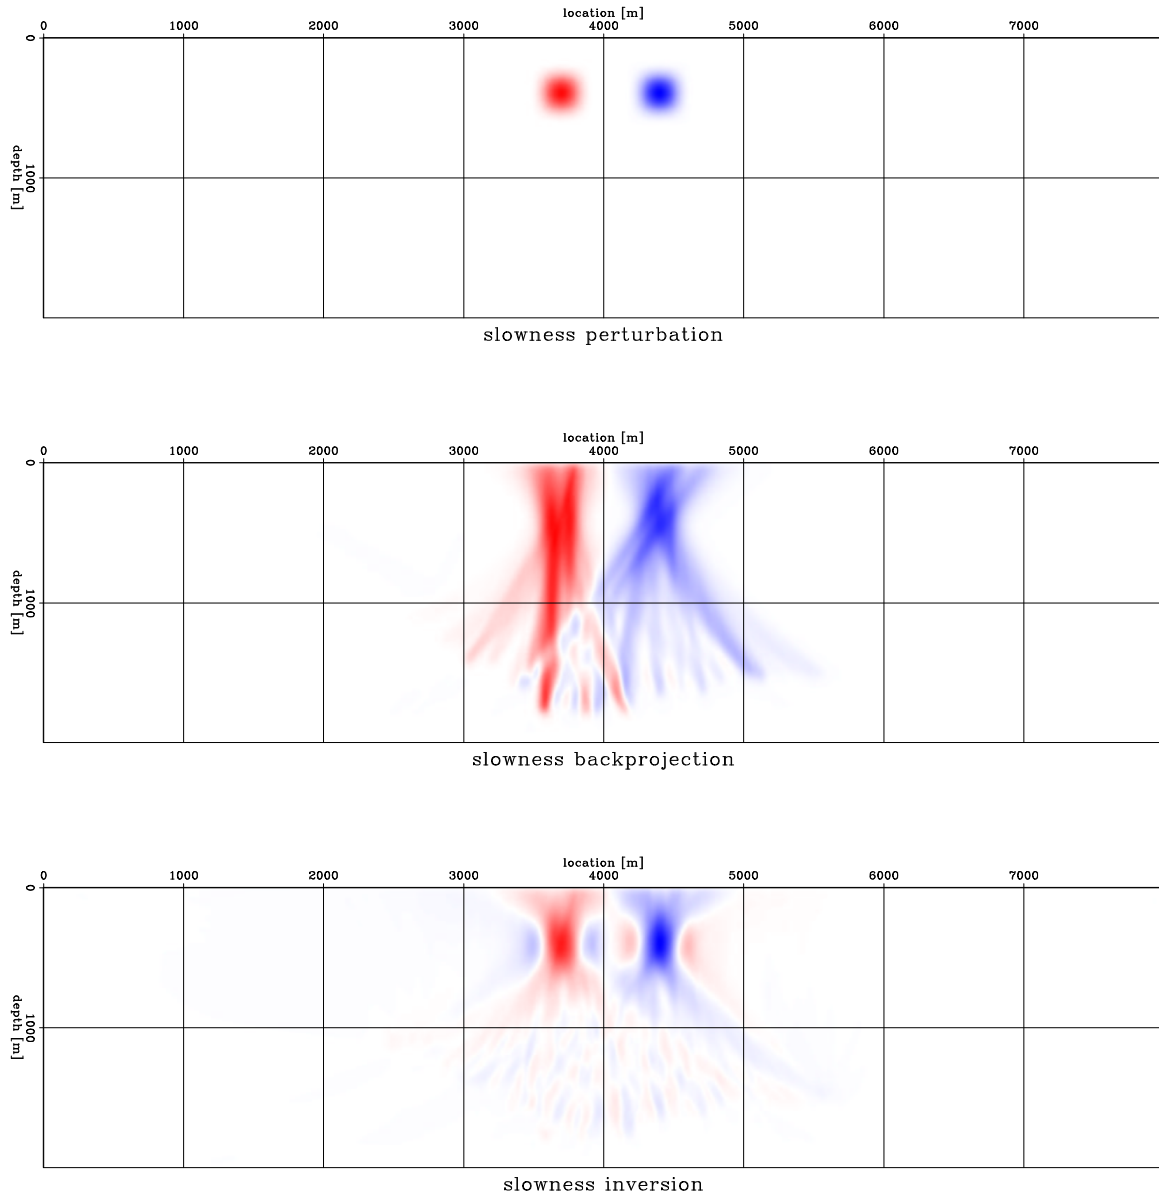 location [m]
0 1000 2000 3000 4000 5000 6000 7000
0
depth [m]
1000
slowness perturbation
location [m]
0 1000 2000 3000 4000 5000 6000 7000
0
depth [m]
1000
slowness backprojection
location [m]
0 1000 2000 3000 4000 5000 6000 7000
0
depth [m]
1000
slowness inversion